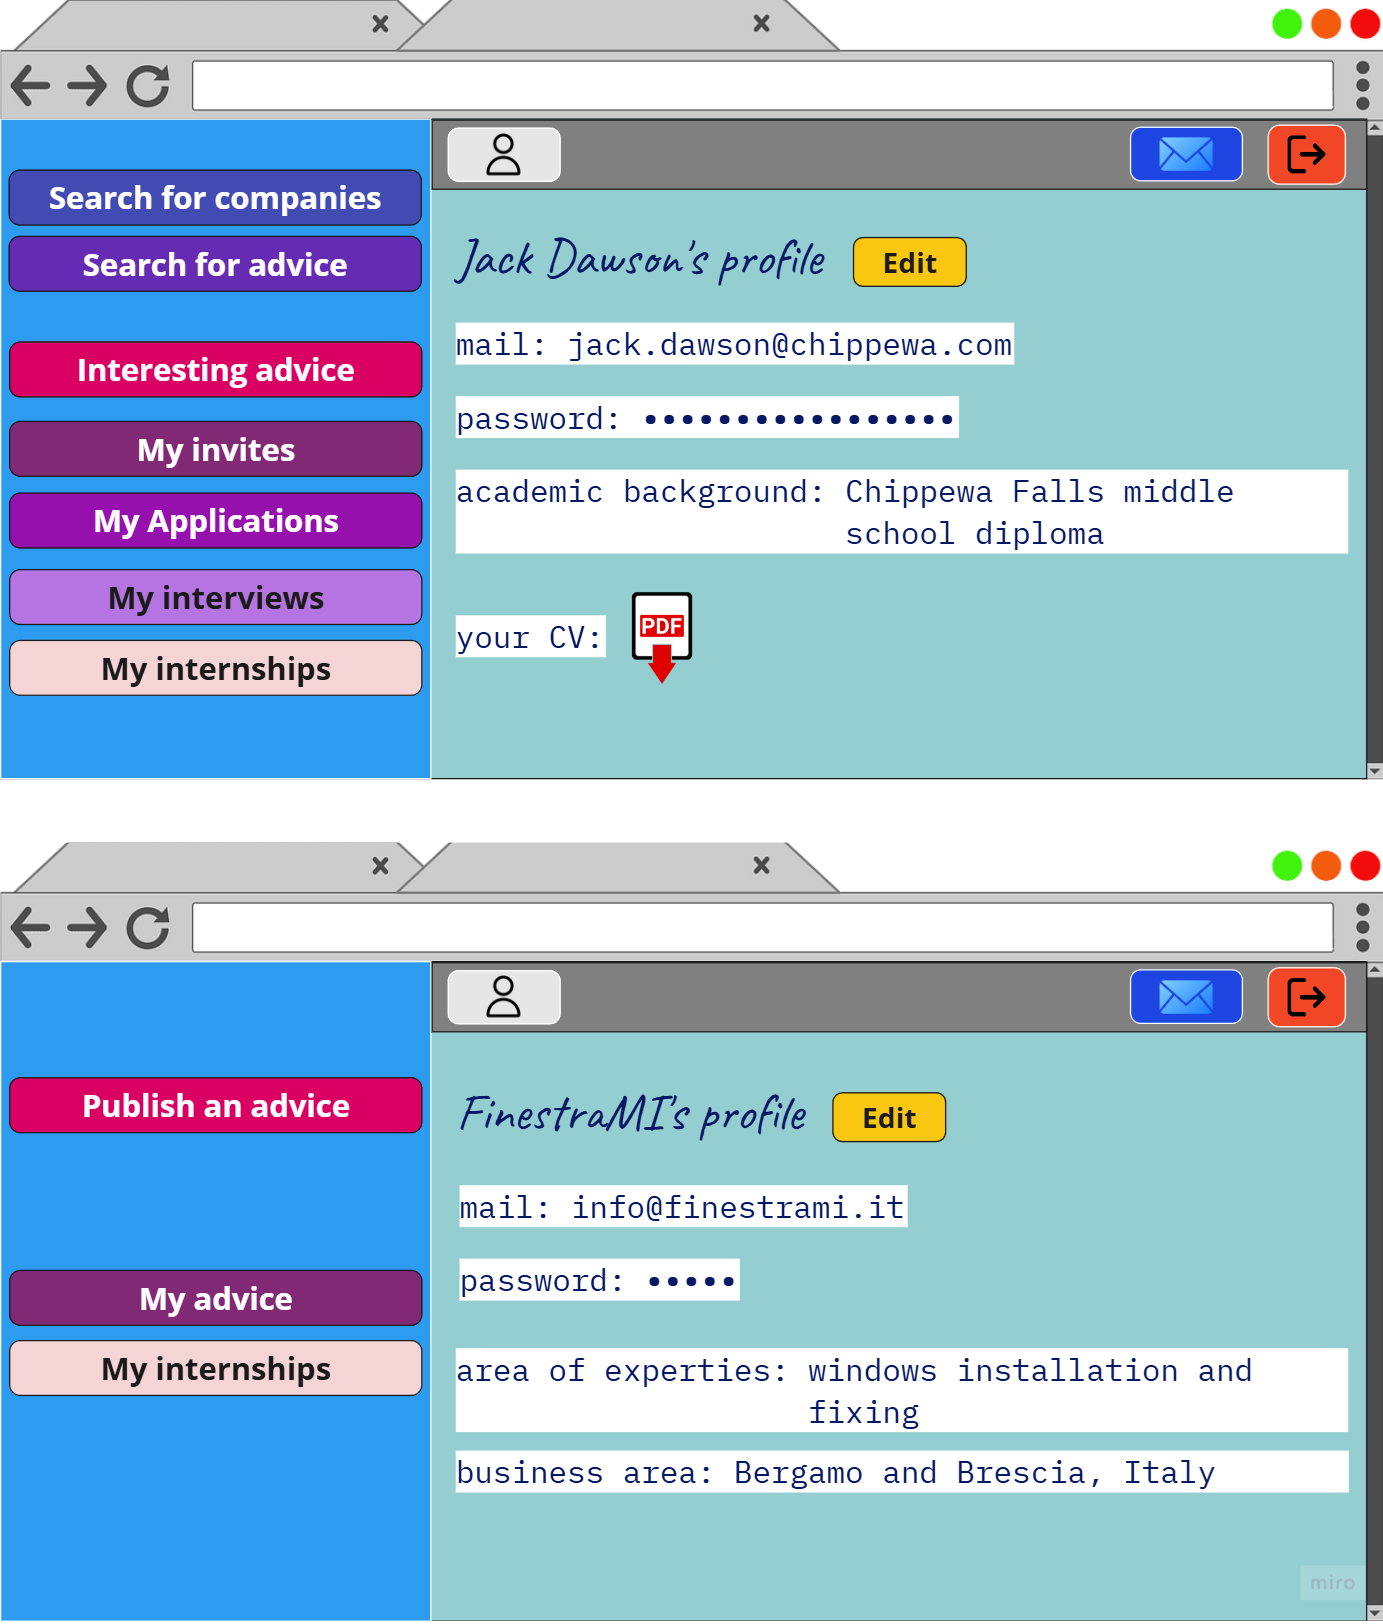 Search for companies
Search for advice
Interesting advice
My invites
My Applications
My interviews
My internships
Jack Dawson's profile
Edit
mail: jack.dawson@chippewa.com
password: •••••••••••••••••
academic background: Chippewa Falls middle
school diploma
your CV:
PDF
Publish an advice
My advice
My internships
FinestraMI's profile
Edit
mail: info@finestrami.it
password: •••••
area of experties: windows installation and
fixing
business area: Bergamo and Brescia, Italy
miro